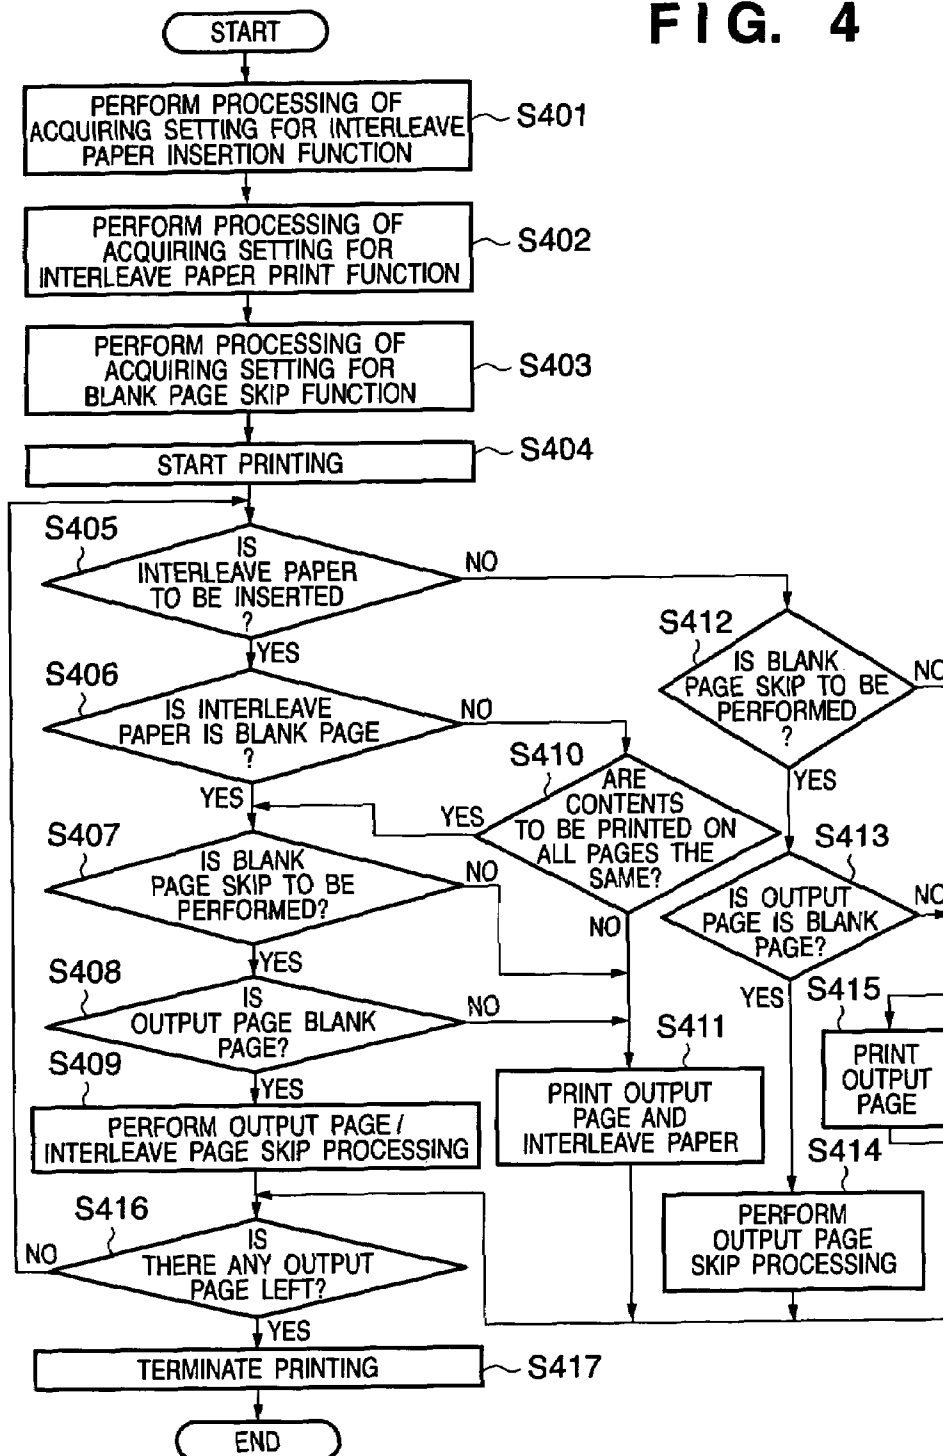 FIG. 4
START
PERFORM PROCESSING OF
ACQUIRING SETTING FOR INTERLEAVE
PAPER INSERTION FUNCTION
S401
PERFORM PROCESSING OF
ACQUIRING SETTING FOR
INTERLEAVE PAPER PRINT FUNCTION
S402
PERFORM PROCESSING OF
ACQUIRING SETTING FOR
BLANK PAGE SKIP FUNCTION
S403
START PRINTING
S404
S405
IS
INTERLEAVE PAPER
TO BE INSERTED
?
NO
YES
S412
IS BLANK
PAGE SKIP TO BE
PERFORMED
?
NO
YES
S406
IS INTERLEAVE
PAPER IS BLANK PAGE
?
NO
YES
S410
ARE
CONTENTS
TO BE PRINTED ON
ALL PAGES THE
SAME?
YES
NO
S407
IS BLANK
PAGE SKIP TO BE
PERFORMED?
NO
YES
S413
IS OUTPUT
PAGE IS BLANK
PAGE?
NO
YES
S408
IS
OUTPUT PAGE BLANK
PAGE?
NO
YES
S415
PRINT
OUTPUT
PAGE
S411
PRINT OUTPUT
PAGE AND
INTERLEAVE PAPER
S409
PERFORM OUTPUT PAGE/
INTERLEAVE PAGE SKIP PROCESSING
S414
PERFORM
OUTPUT PAGE
SKIP PROCESSING
S416
IS
THERE ANY OUTPUT
PAGE LEFT?
NO
YES
TERMINATE PRINTING
S417
END